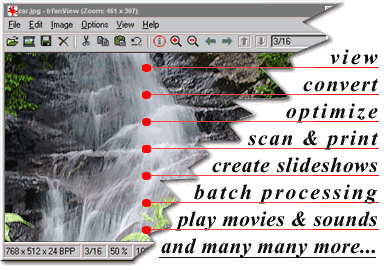 car.jpg - IrfanView (Zoom: 461 x 307)
File Edit Image Options View Help
3/16
view
convert
optimize
scan & print
create slideshows
batch processing
play movies & sounds
and many many more...
768 x 512 x 24 BPP 3/16 50 %